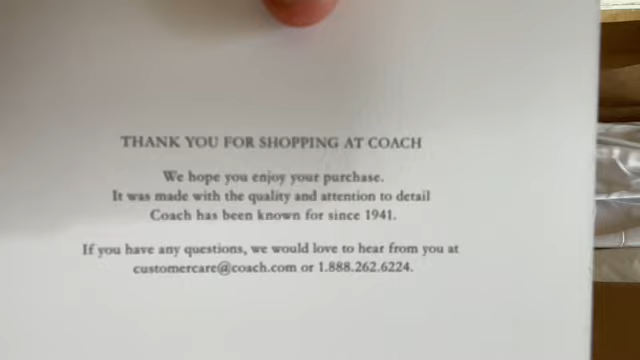 THANK YOU FOR SHOPPING AT COACH
We hope you enjoy your purchase.
It was made with the quality and attention to detail
Coach has been known for since 1941.
If you have any questions, we would love to hear from you at
customercare@coach.com or 1.888.262.6224.